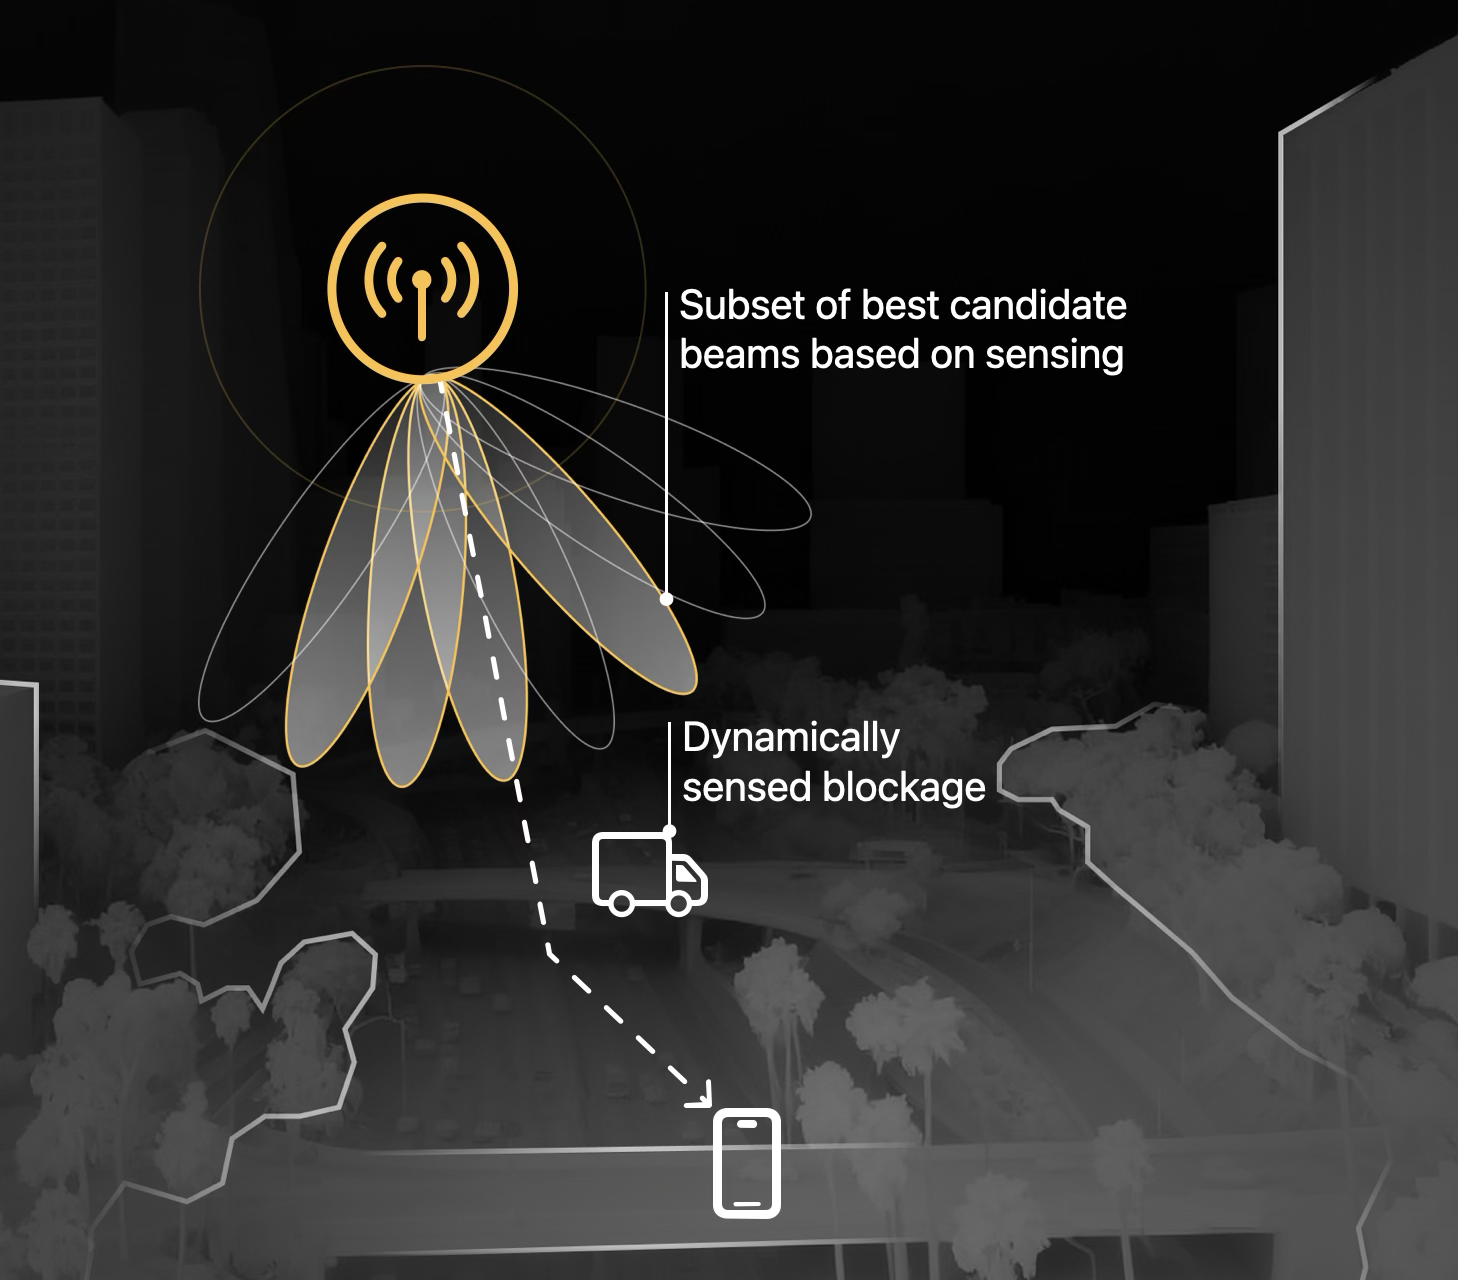 Subset of best candidate
beams based on sensing
Dynamically
sensed blockage